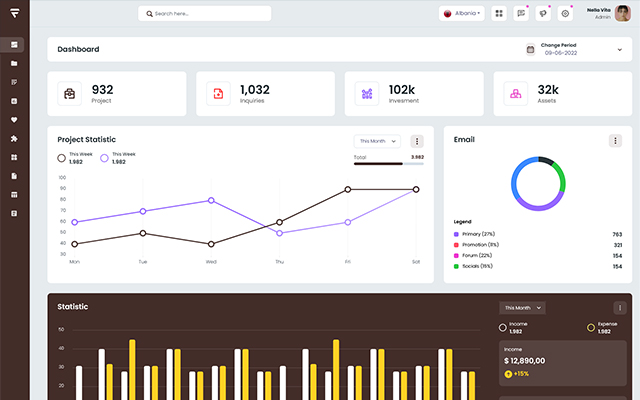 Search here...
Albania
Nella Vita
Admin
Dashboard
Change Period
09-06-2022
932
Project
1,032
Inquiries
102k
Invesment
32k
Assets
Project Statistic
This Month
This Week
1.982
This Week
1.982
Total
3.982
100
90
80
70
60
50
40
30
Mon
Tue
Wed
Thu
Fri
Sat
Email
Legend
Primary (27%) 763
Promotion (11%) 321
Forum (22%) 154
Socials (15%) 154
Statistic
This Month
50
40
30
20
Income
1.982
Expense
1.982
Income
$ 12,890,00
+15%